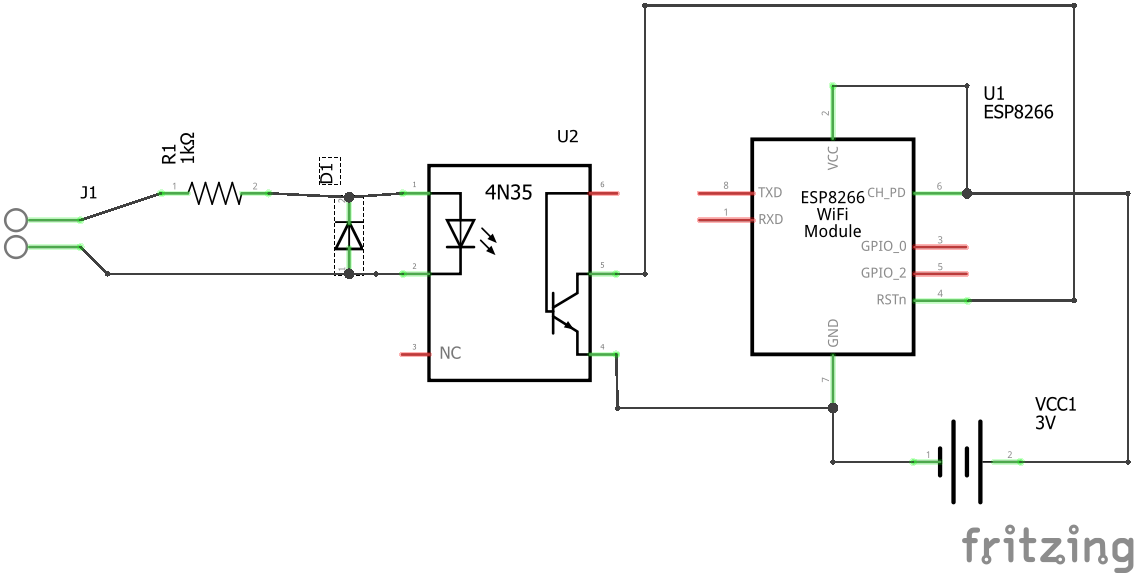 U2
U1
ESP8266
R1
1kΩ
J1
D1
1
2
2
1
1
4N35
6
2
5
3
NC
4
2
VCC
8
TXD
1
RXD
ESP8266
WiFi
Module
CH_PD
6
GPIO_0
3
GPIO_2
5
RSTn
4
GND
7
VCC1
3V
1
2
fritzing